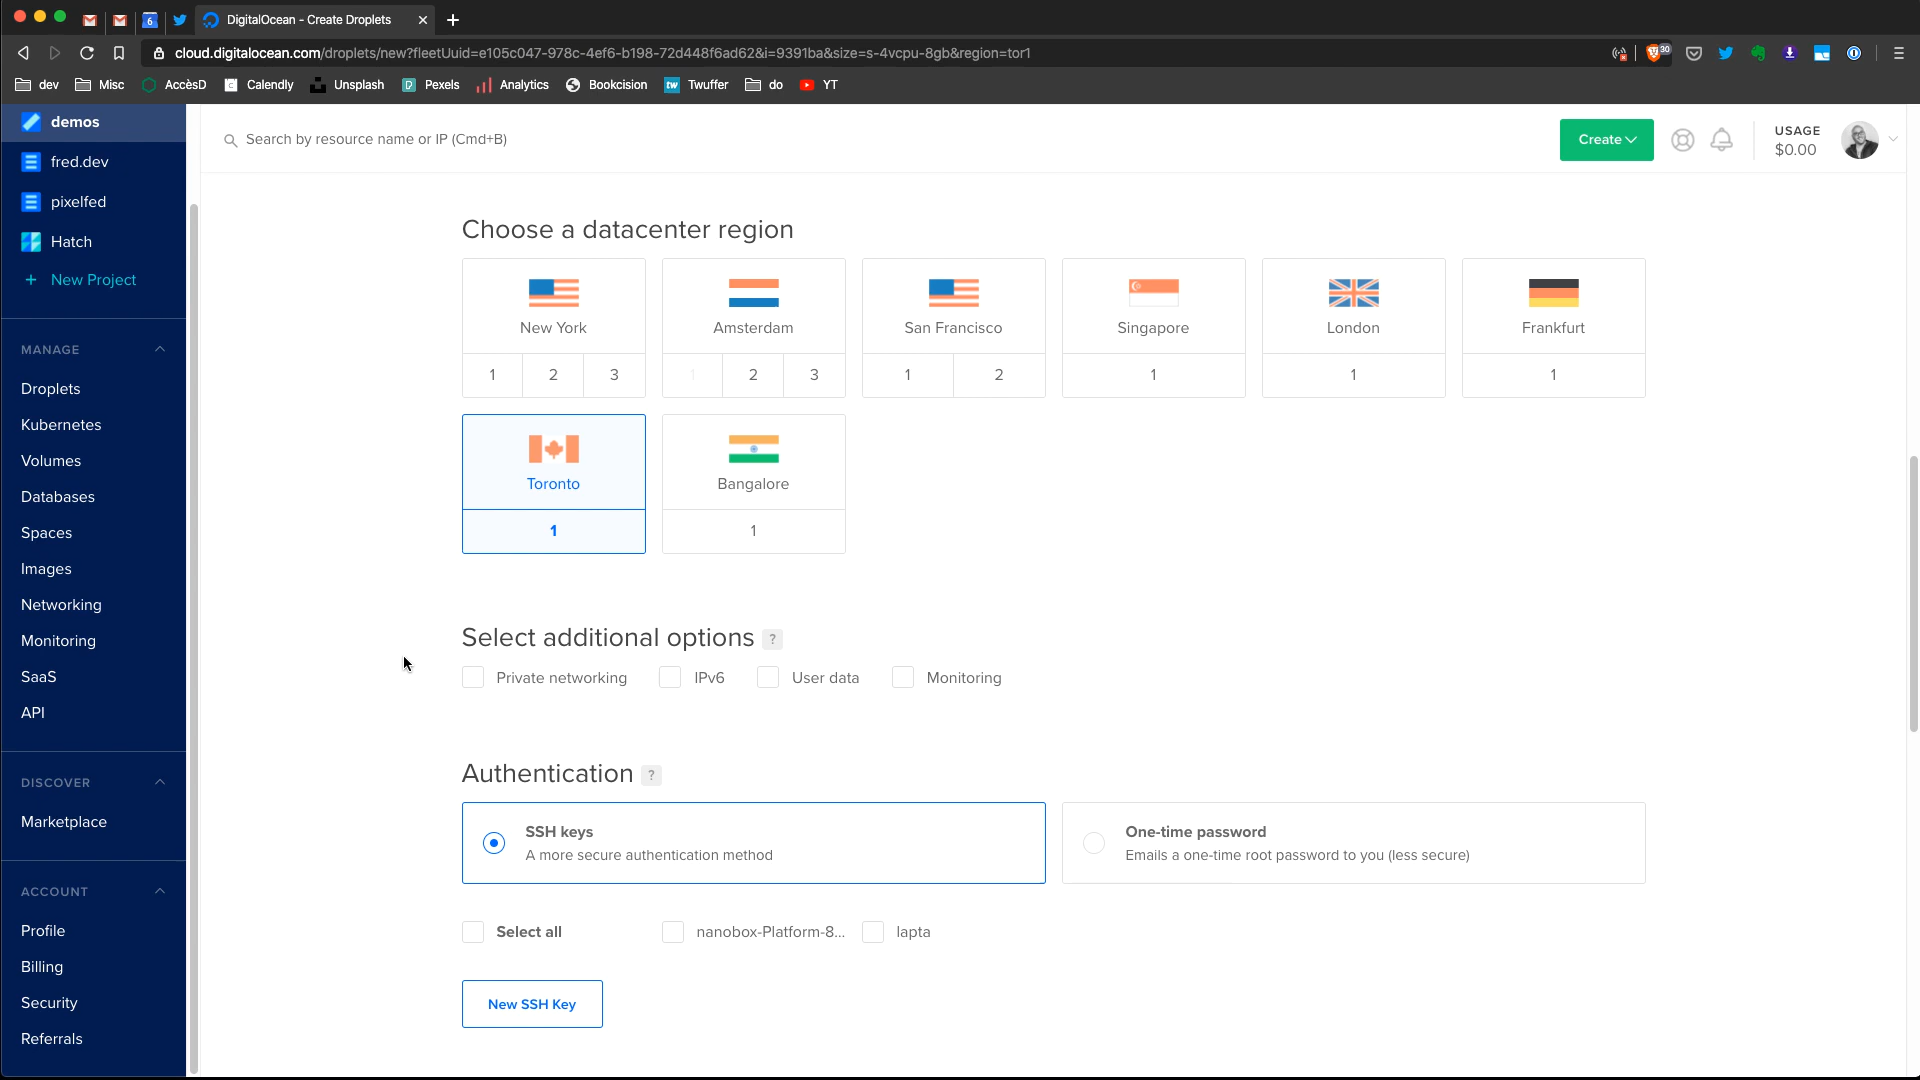 DigitalOcean - Create Droplets
cloud.digitalocean.com/droplets/new?fleetUuid=e105c047-978c-4ef6-b198-72d448f6ad62&i=9391ba&size=s-4vcpu-8gb&region=tor1
30
dev Misc AccèsD Calendly Unsplash Pexels Analytics Bookcision Twuffer do YT
demos
fred.dev
pixelfed
Hatch
+ New Project
MANAGE
Droplets
Kubernetes
Volumes
Databases
Spaces
Images
Networking
Monitoring
SaaS
API
DISCOVER
Marketplace
ACCOUNT
Profile
Billing
Security
Referrals
Search by resource name or IP (Cmd+B)
Create
USAGE
$0.00
Choose a datacenter region
New York Amsterdam San Francisco Singapore London Frankfurt
1 2 3 1 2 3 1 2 1 1 1
Toronto Bangalore
1 1
Select additional options ?
Private networking IPv6 User data Monitoring
Authentication ?
SSH keys
A more secure authentication method
One-time password
Emails a one-time root password to you (less secure)
Select all nanobox-Platform-8... lapta
New SSH Key